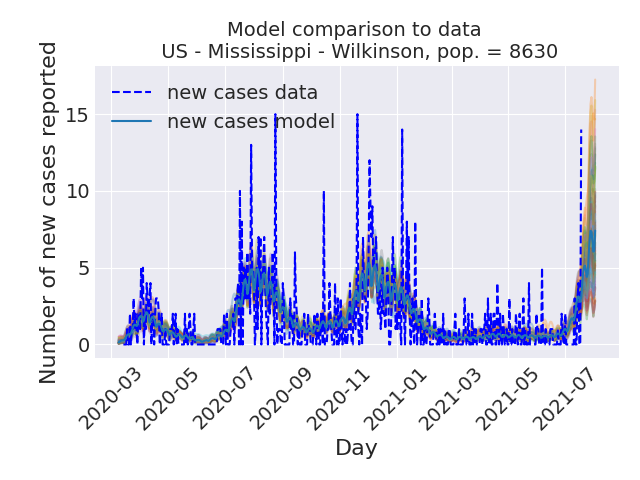 Model comparison to data
US - Mississippi - Wilkinson, pop. = 8630
Number of new cases reported
15
10
5
0
new cases data
new cases model
2020-03
2020-05
2020-07
2020-09
2020-11
2021-01
2021-03
2021-05
2021-07
Day